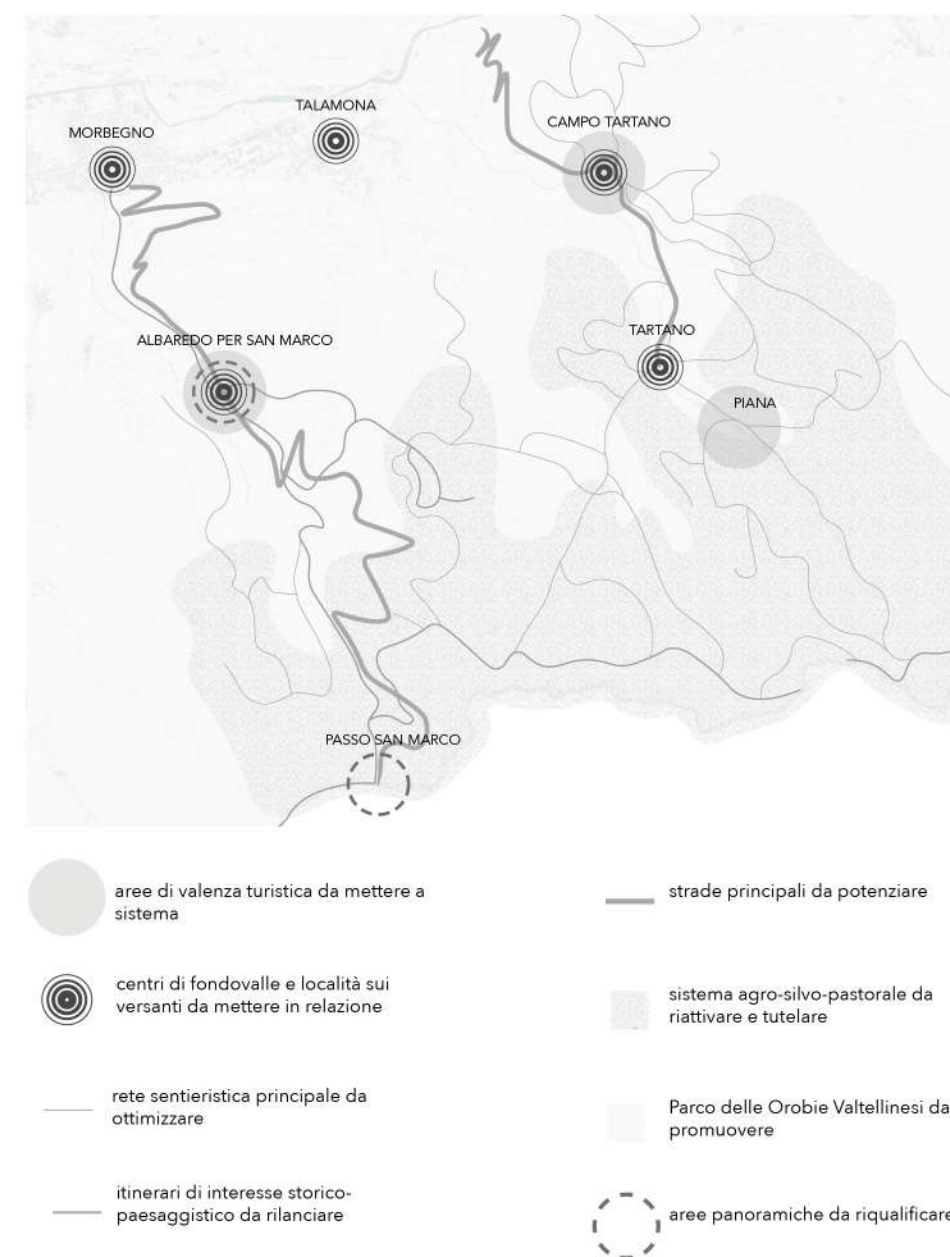 TALAMONA
MORBEGNO
CAMPO TARTANO
ALBAREDO PER SAN MARCO
TARTANO
PIANA
PASSO SAN MARCO
aree di valenza turistica da mettere a
sistema
centri di fondovalle e località sui
versanti da mettere in relazione
rete sentieristica principale da
ottimizzare
itinerari di interesse storico-
paesaggistico da rilanciare
strade principali da potenziare
sistema agro-silvo-pastorale da
riattivare e tutelare
Parco delle Orobie Valtellinesi da
promuovere
aree panoramiche da riqualificare